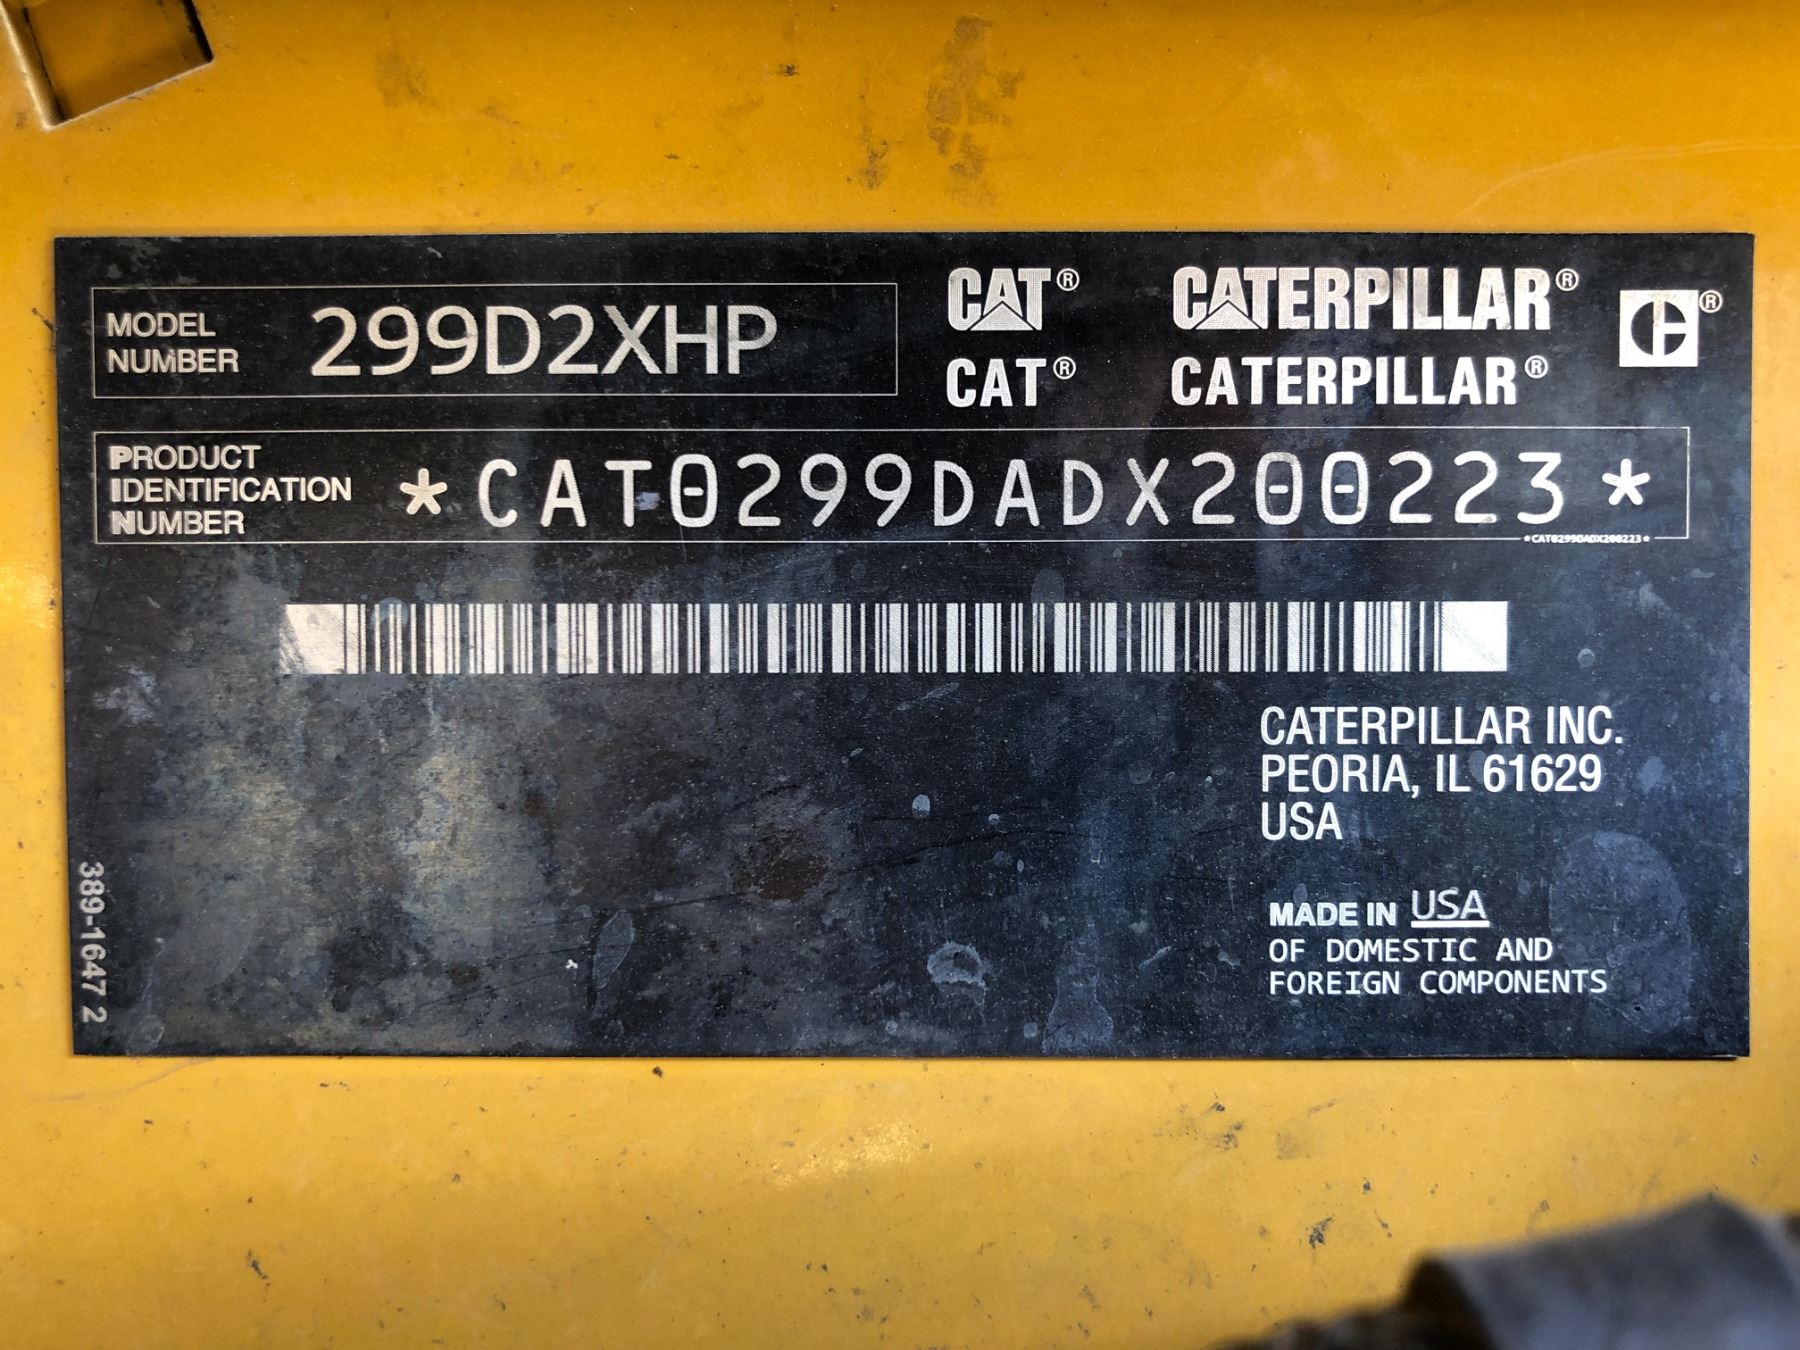 MODEL
NUMBER
299D2XHP
CAT® CATERPILLAR® ®
CAT® CATERPILLAR®
PRODUCT
IDENTIFICATION
NUMBER
*CAT0299DADX200223*
*CAT0299DADX200223*
CATERPILLAR INC.
PEORIA, IL 61629
USA
MADE IN USA
OF DOMESTIC AND
FOREIGN COMPONENTS
389-1647 2